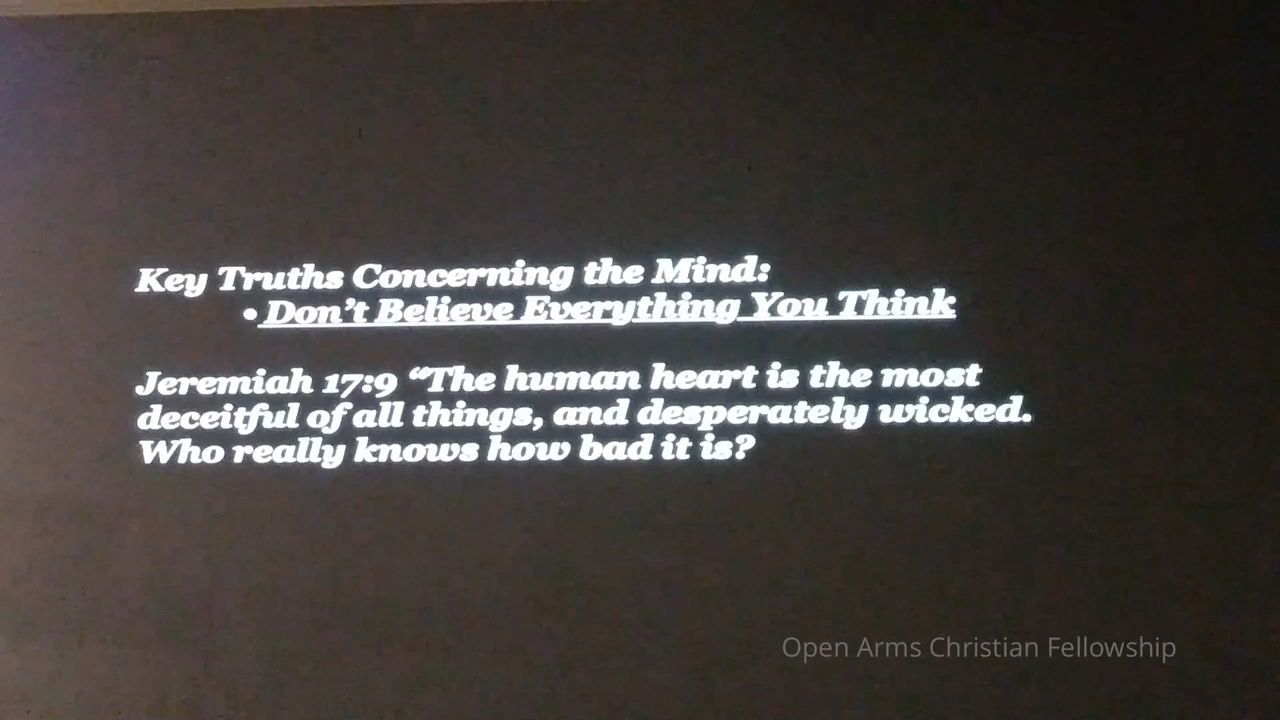 Key Truths Concerning the Mind:
• Don’t Believe Everything You Think
Jeremiah 17:9 “The human heart is the most
deceitful of all things, and desperately wicked.
Who really knows how bad it is?
Open Arms Christian Fellowship